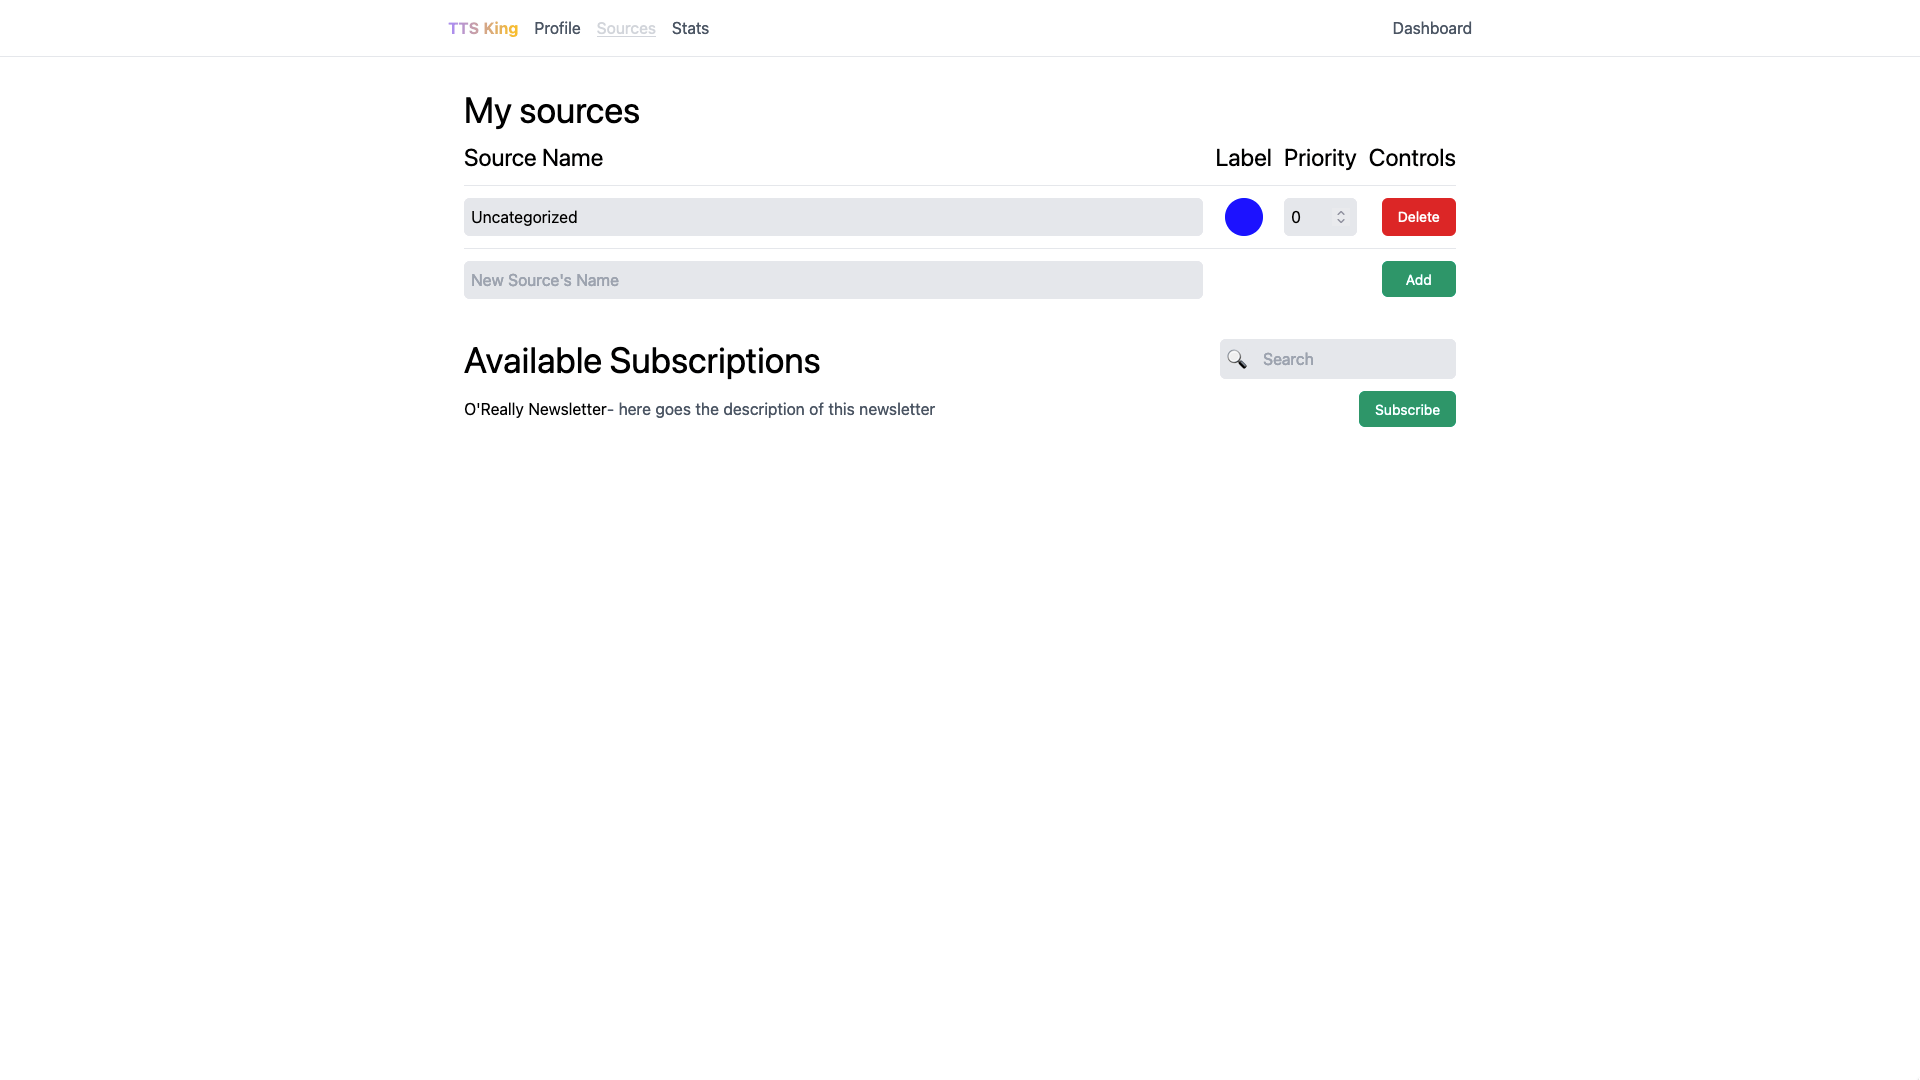 TTS King Profile Sources Stats Dashboard
My sources
Source Name Label Priority Controls
Uncategorized 0 Delete
New Source's Name Add
Available Subscriptions Search
O'Really Newsletter- here goes the description of this newsletter Subscribe